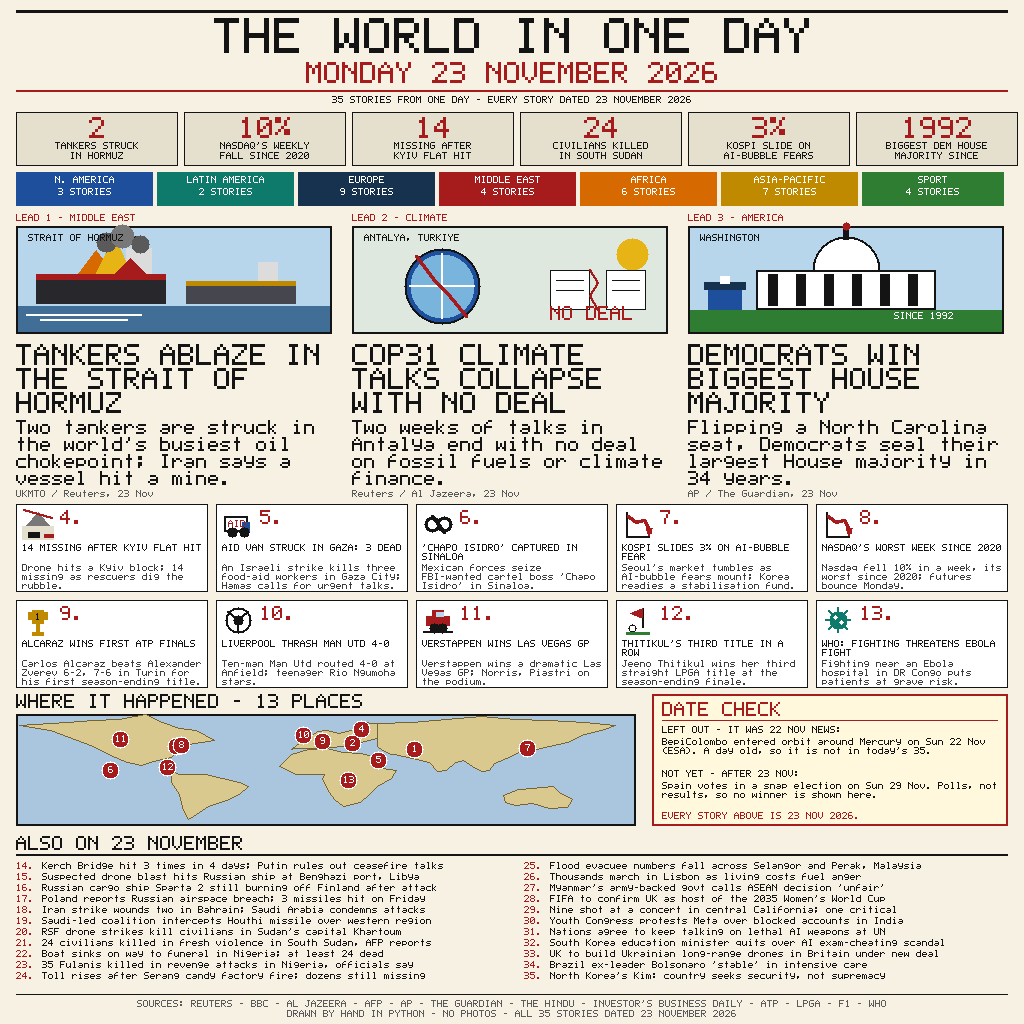 THE WORLD IN ONE DAY
MONDAY 23 NOVEMBER 2026
35 STORIES FROM ONE DAY - EVERY STORY DATED 23 NOVEMBER 2026
2
TANKERS STRUCK
IN HORMUZ
10%
NASDAQ'S WEEKLY
FALL SINCE 2020
14
MISSING AFTER
KYIV FLAT HIT
24
CIVILIANS KILLED
IN SOUTH SUDAN
3%
KOSPI SLIDE ON
AI-BUBBLE FEARS
1992
BIGGEST DEM HOUSE
MAJORITY SINCE
N. AMERICA
3 STORIES
LATIN AMERICA
2 STORIES
EUROPE
9 STORIES
MIDDLE EAST
4 STORIES
AFRICA
6 STORIES
ASIA-PACIFIC
7 STORIES
SPORT
4 STORIES
LEAD 1 - MIDDLE EAST
STRAIT OF HORMUZ
TANKERS ABLAZE IN
THE STRAIT OF
HORMUZ
Two tankers are struck in
the world's busiest oil
chokepoint; Iran says a
vessel hit a mine.
UKMTO / Reuters, 23 Nov
LEAD 2 - CLIMATE
ANTALYA, TURKIYE
NO DEAL
COP31 CLIMATE
TALKS COLLAPSE
WITH NO DEAL
Two weeks of talks in
Antalya end with no deal
on fossil fuels or climate
finance.
Reuters / Al Jazeera, 23 Nov
LEAD 3 - AMERICA
WASHINGTON
SINCE 1992
DEMOCRATS WIN
BIGGEST HOUSE
MAJORITY
Flipping a North Carolina
seat, Democrats seal their
largest House majority in
34 years.
AP / The Guardian, 23 Nov
4.
14 MISSING AFTER KYIV FLAT HIT
Drone hits a Kyiv block; 14
missing as rescuers dig the
rubble.
5.
AID
AID VAN STRUCK IN GAZA: 3 DEAD
An Israeli strike kills three
food-aid workers in Gaza City;
Hamas calls for urgent talks.
6.
'CHAPO ISIDRO' CAPTURED IN
SINALOA
Mexican forces seize
FBI-wanted cartel boss 'Chapo
Isidro' in Sinaloa.
7.
KOSPI SLIDES 3% ON AI-BUBBLE
FEAR
Seoul's market tumbles as
AI-bubble fears mount; Korea
readies a stabilisation fund.
8.
NASDAQ'S WORST WEEK SINCE 2020
Nasdaq fell 10% in a week, its
worst since 2020; futures
bounce Monday.
9.
1
ALCARAZ WINS FIRST ATP FINALS
Carlos Alcaraz beats Alexander
Zverev 6-2, 7-6 in Turin for
his first season-ending title.
10.
LIVERPOOL THRASH MAN UTD 4-0
Ten-man Man Utd routed 4-0 at
Anfield; teenager Rio Ngumoha
stars.
11.
VERSTAPPEN WINS LAS VEGAS GP
Verstappen wins a dramatic Las
Vegas GP; Norris, Piastri on
the podium.
12.
THITIKUL'S THIRD TITLE IN A
ROW
Jeeno Thitikul wins her third
straight LPGA title at the
season-ending finale.
13.
WHO: FIGHTING THREATENS EBOLA
FIGHT
Fighting near an Ebola
hospital in DR Congo puts
patients at grave risk.
WHERE IT HAPPENED - 13 PLACES
11
8
6
12
10
9
4
2
5
1
13
7
DATE CHECK
LEFT OUT - IT WAS 22 NOV NEWS:
BepiColombo entered orbit around Mercury on Sun 22 Nov
(ESA). A day old, so it is not in today's 35.
NOT YET - AFTER 23 NOV:
Spain votes in a snap election on Sun 29 Nov. Polls, not
results, so no winner is shown here.
EVERY STORY ABOVE IS 23 NOV 2026.
ALSO ON 23 NOVEMBER
14. Kerch Bridge hit 3 times in 4 days; Putin rules out ceasefire talks
15. Suspected drone blast hits Russian ship at Benghazi port, Libya
16. Russian cargo ship Sparta 2 still burning off Finland after attack
17. Poland reports Russian airspace breach; 3 missiles hit on Friday
18. Iran strike wounds two in Bahrain; Saudi Arabia condemns attacks
19. Saudi-led coalition intercepts Houthi missile over western region
20. RSF drone strikes kill civilians in Sudan's capital Khartoum
21. 24 civilians killed in fresh violence in South Sudan, AFP reports
22. Boat sinks on way to funeral in Nigeria; at least 24 dead
23. 35 Fulanis killed in revenge attacks in Nigeria, officials say
24. Toll rises after Serang candy factory fire; dozens still missing
25. Flood evacuee numbers fall across Selangor and Perak, Malaysia
26. Thousands march in Lisbon as living costs fuel anger
27. Myanmar's army-backed govt calls ASEAN decision 'unfair'
28. FIFA to confirm UK as host of the 2035 Women's World Cup
29. Nine shot at a concert in central California; one critical
30. Youth Congress protests Meta over blocked accounts in India
31. Nations agree to keep talking on lethal AI weapons at UN
32. South Korea education minister quits over AI exam-cheating scandal
33. UK to build Ukrainian long-range drones in Britain under new deal
34. Brazil ex-leader Bolsonaro 'stable' in intensive care
35. North Korea's Kim: country seeks security, not supremacy
SOURCES: REUTERS - BBC - AL JAZEERA - AFP - AP - THE GUARDIAN - THE HINDU - INVESTOR'S BUSINESS DAILY - ATP - LPGA - F1 - WHO
DRAWN BY HAND IN PYTHON - NO PHOTOS - ALL 35 STORIES DATED 23 NOVEMBER 2026